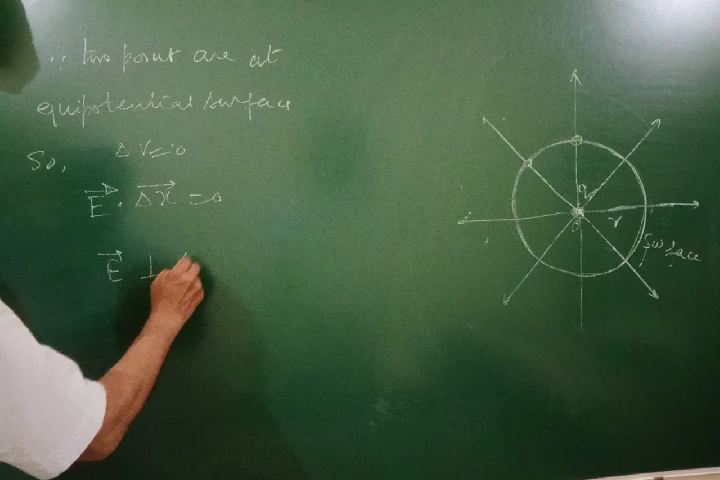 ∵ two point are at
equipotential surface
So, ΔV = 0
E⃗ · Δx⃗ = 0
E⃗ ⊥
q
r
surface